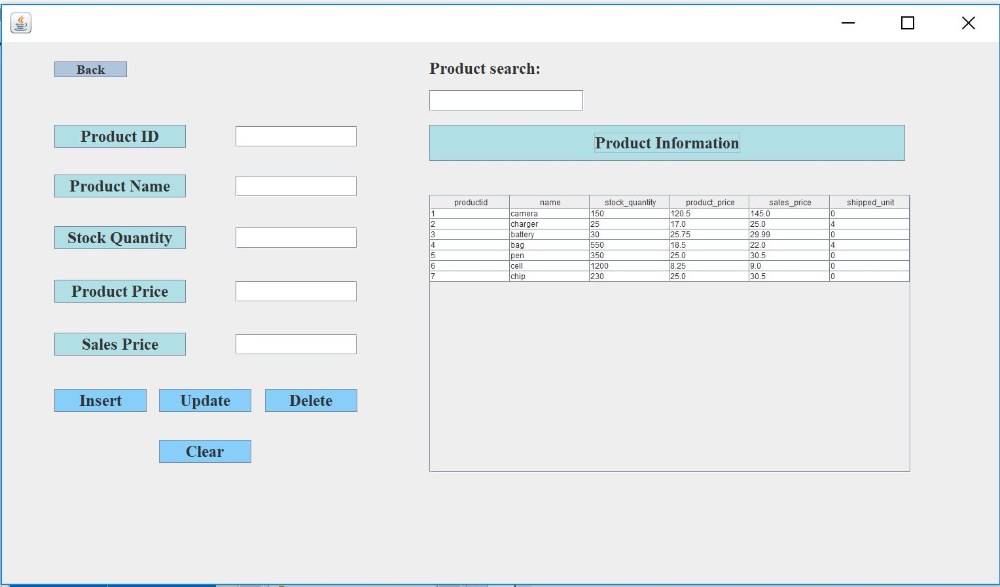 Back
Product search:
Product ID
Product Information
Product Name
productid name stock_quantity product_price sales_price shipped_unit
1 camera 150 120.5 145.0 0
2 charger 25 17.0 25.0 4
3 battery 30 25.75 29.99 0
4 bag 550 18.5 22.0 4
5 pen 350 25.0 30.5 0
6 cell 1200 8.25 9.0 0
7 chip 230 25.0 30.5 0
Stock Quantity
Product Price
Sales Price
Insert Update Delete
Clear